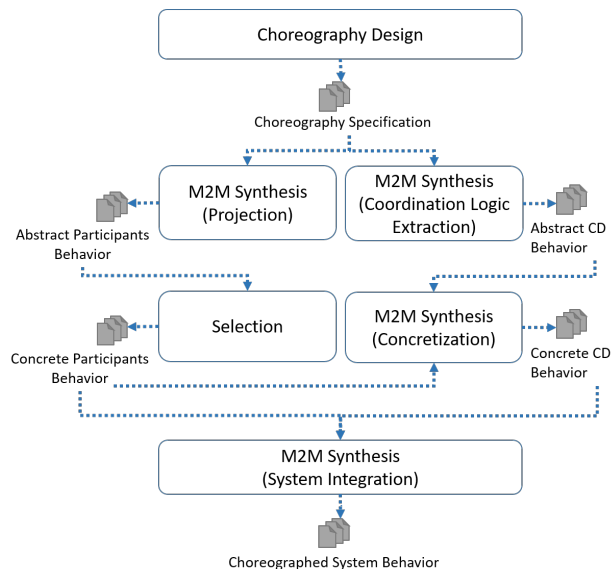 Choreography Design
Choreography Specification
M2M Synthesis
(Projection)
M2M Synthesis
(Coordination Logic
Extraction)
Abstract Participants
Behavior
Abstract CD
Behavior
Selection
M2M Synthesis
(Concretization)
Concrete Participants
Behavior
Concrete CD
Behavior
M2M Synthesis
(System Integration)
Choreographed System Behavior